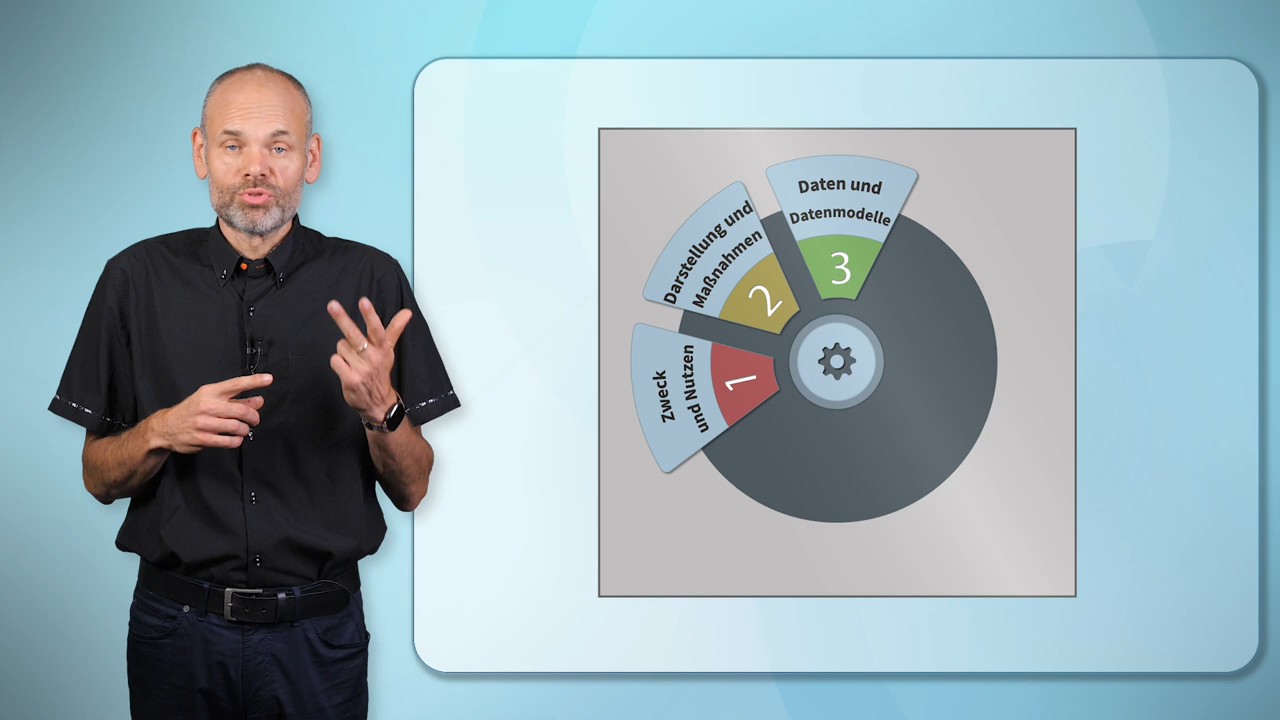 1
Zweck
und Nutzen
2
Darstellung und
Maßnahmen
3
Daten und
Datenmodelle